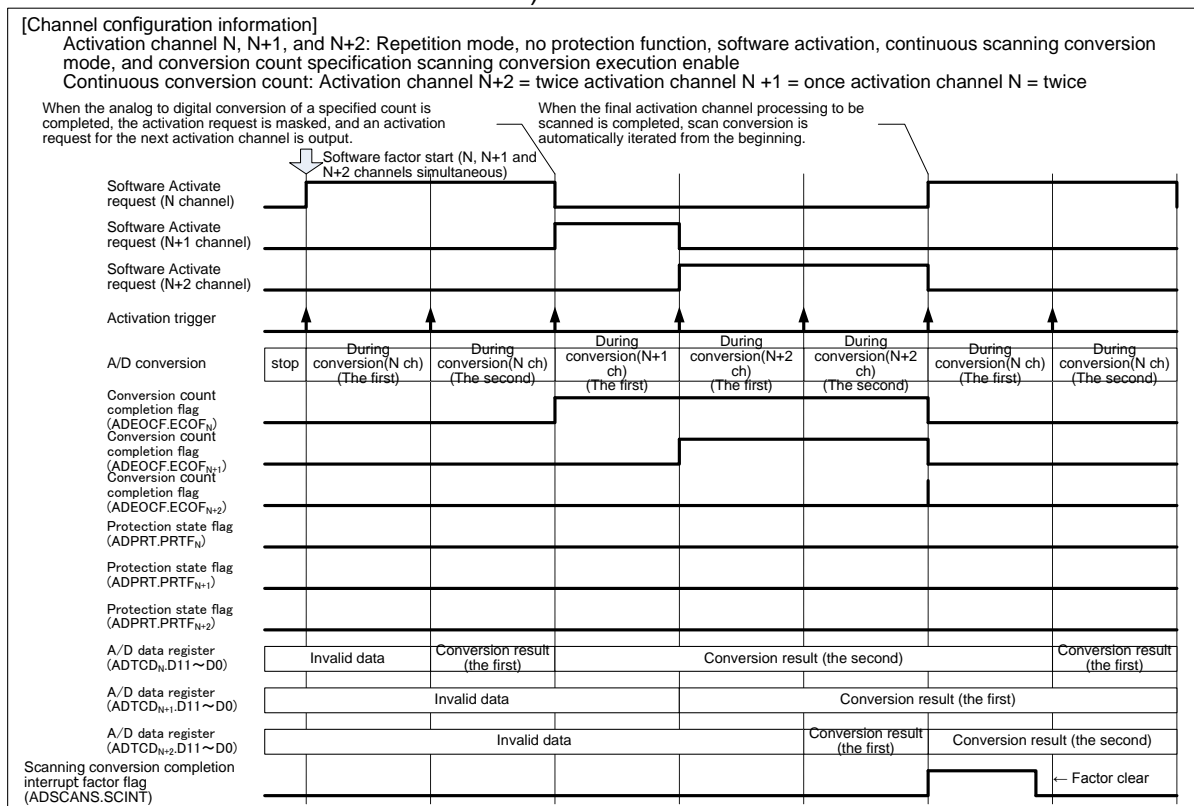 )
[Channel configuration information]
Activation channel N, N+1, and N+2: Repetition mode, no protection function, software activation, continuous scanning conversion
mode, and conversion count specification scanning conversion execution enable
Continuous conversion count: Activation channel N+2 = twice activation channel N +1 = once activation channel N = twice
When the analog to digital conversion of a specified count is
completed, the activation request is masked, and an activation
request for the next activation channel is output.
When the final activation channel processing to be
scanned is completed, scan conversion is
automatically iterated from the beginning.
Software factor start (N, N+1 and
N+2 channels simultaneous)
Software Activate
request (N channel)
Software Activate
request (N+1 channel)
Software Activate
request (N+2 channel)
Activation trigger
A/D conversion
stop
During
conversion(N ch)
(The first)
During
conversion(N ch)
(The second)
During
conversion(N+1
ch)
(The first)
During
conversion(N+2
ch)
(The first)
During
conversion(N+2
ch)
(The second)
During
conversion(N ch)
(The first)
During
conversion(N ch)
(The second)
Conversion count
completion flag
(ADEOCF.ECOFN)
Conversion count
completion flag
(ADEOCF.ECOFN+1)
Conversion count
completion flag
(ADEOCF.ECOFN+2)
Protection state flag
(ADPRT.PRTFN)
Protection state flag
(ADPRT.PRTFN+1)
Protection state flag
(ADPRT.PRTFN+2)
A/D data register
(ADTCDN.D11～D0)
Invalid data
Conversion result
(the first)
Conversion result (the second)
Conversion result
(the first)
A/D data register
(ADTCDN+1.D11～D0)
Invalid data
Conversion result (the first)
A/D data register
(ADTCDN+2.D11～D0)
Invalid data
Conversion result
(the first)
Conversion result (the second)
Scanning conversion completion
interrupt factor flag
(ADSCANS.SCINT)
← Factor clear